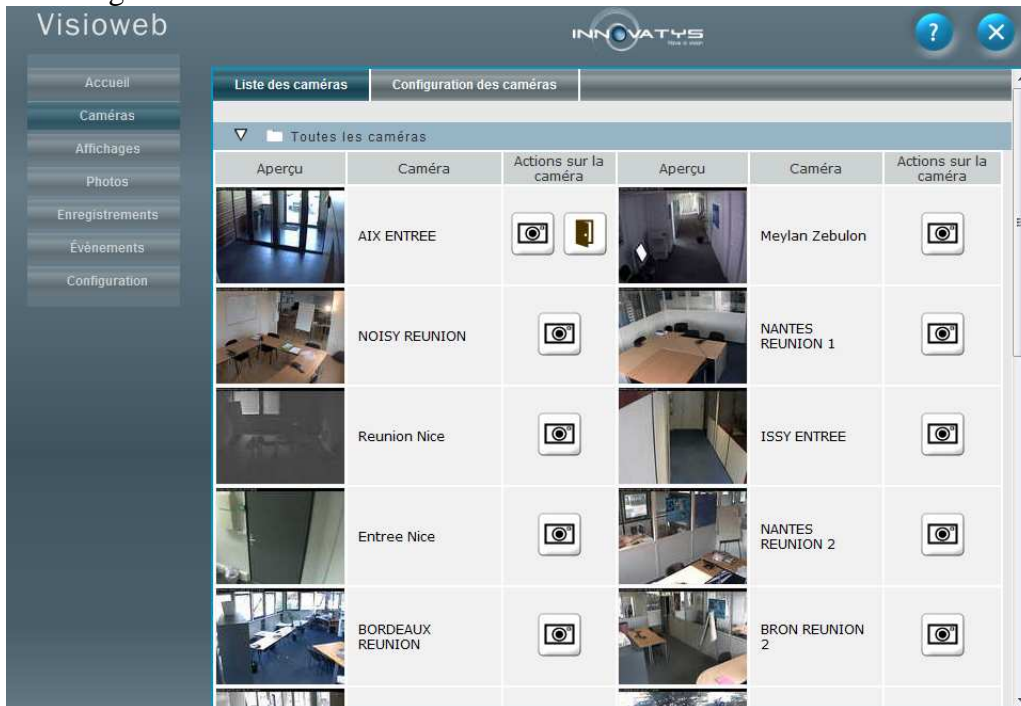 Visioweb
INNOVATYS
?
Accueil
Caméras
Affichages
Photos
Enregistrements
Évènements
Configuration
Liste des caméras
Configuration des caméras
Toutes les caméras
Aperçu
Caméra
Actions sur la
caméra
Aperçu
Caméra
Actions sur la
caméra
AIX ENTREE
Meylan Zebulon
NOISY REUNION
NANTES
REUNION 1
Reunion Nice
ISSY ENTREE
Entree Nice
NANTES
REUNION 2
BORDEAUX
REUNION
BRON REUNION
2